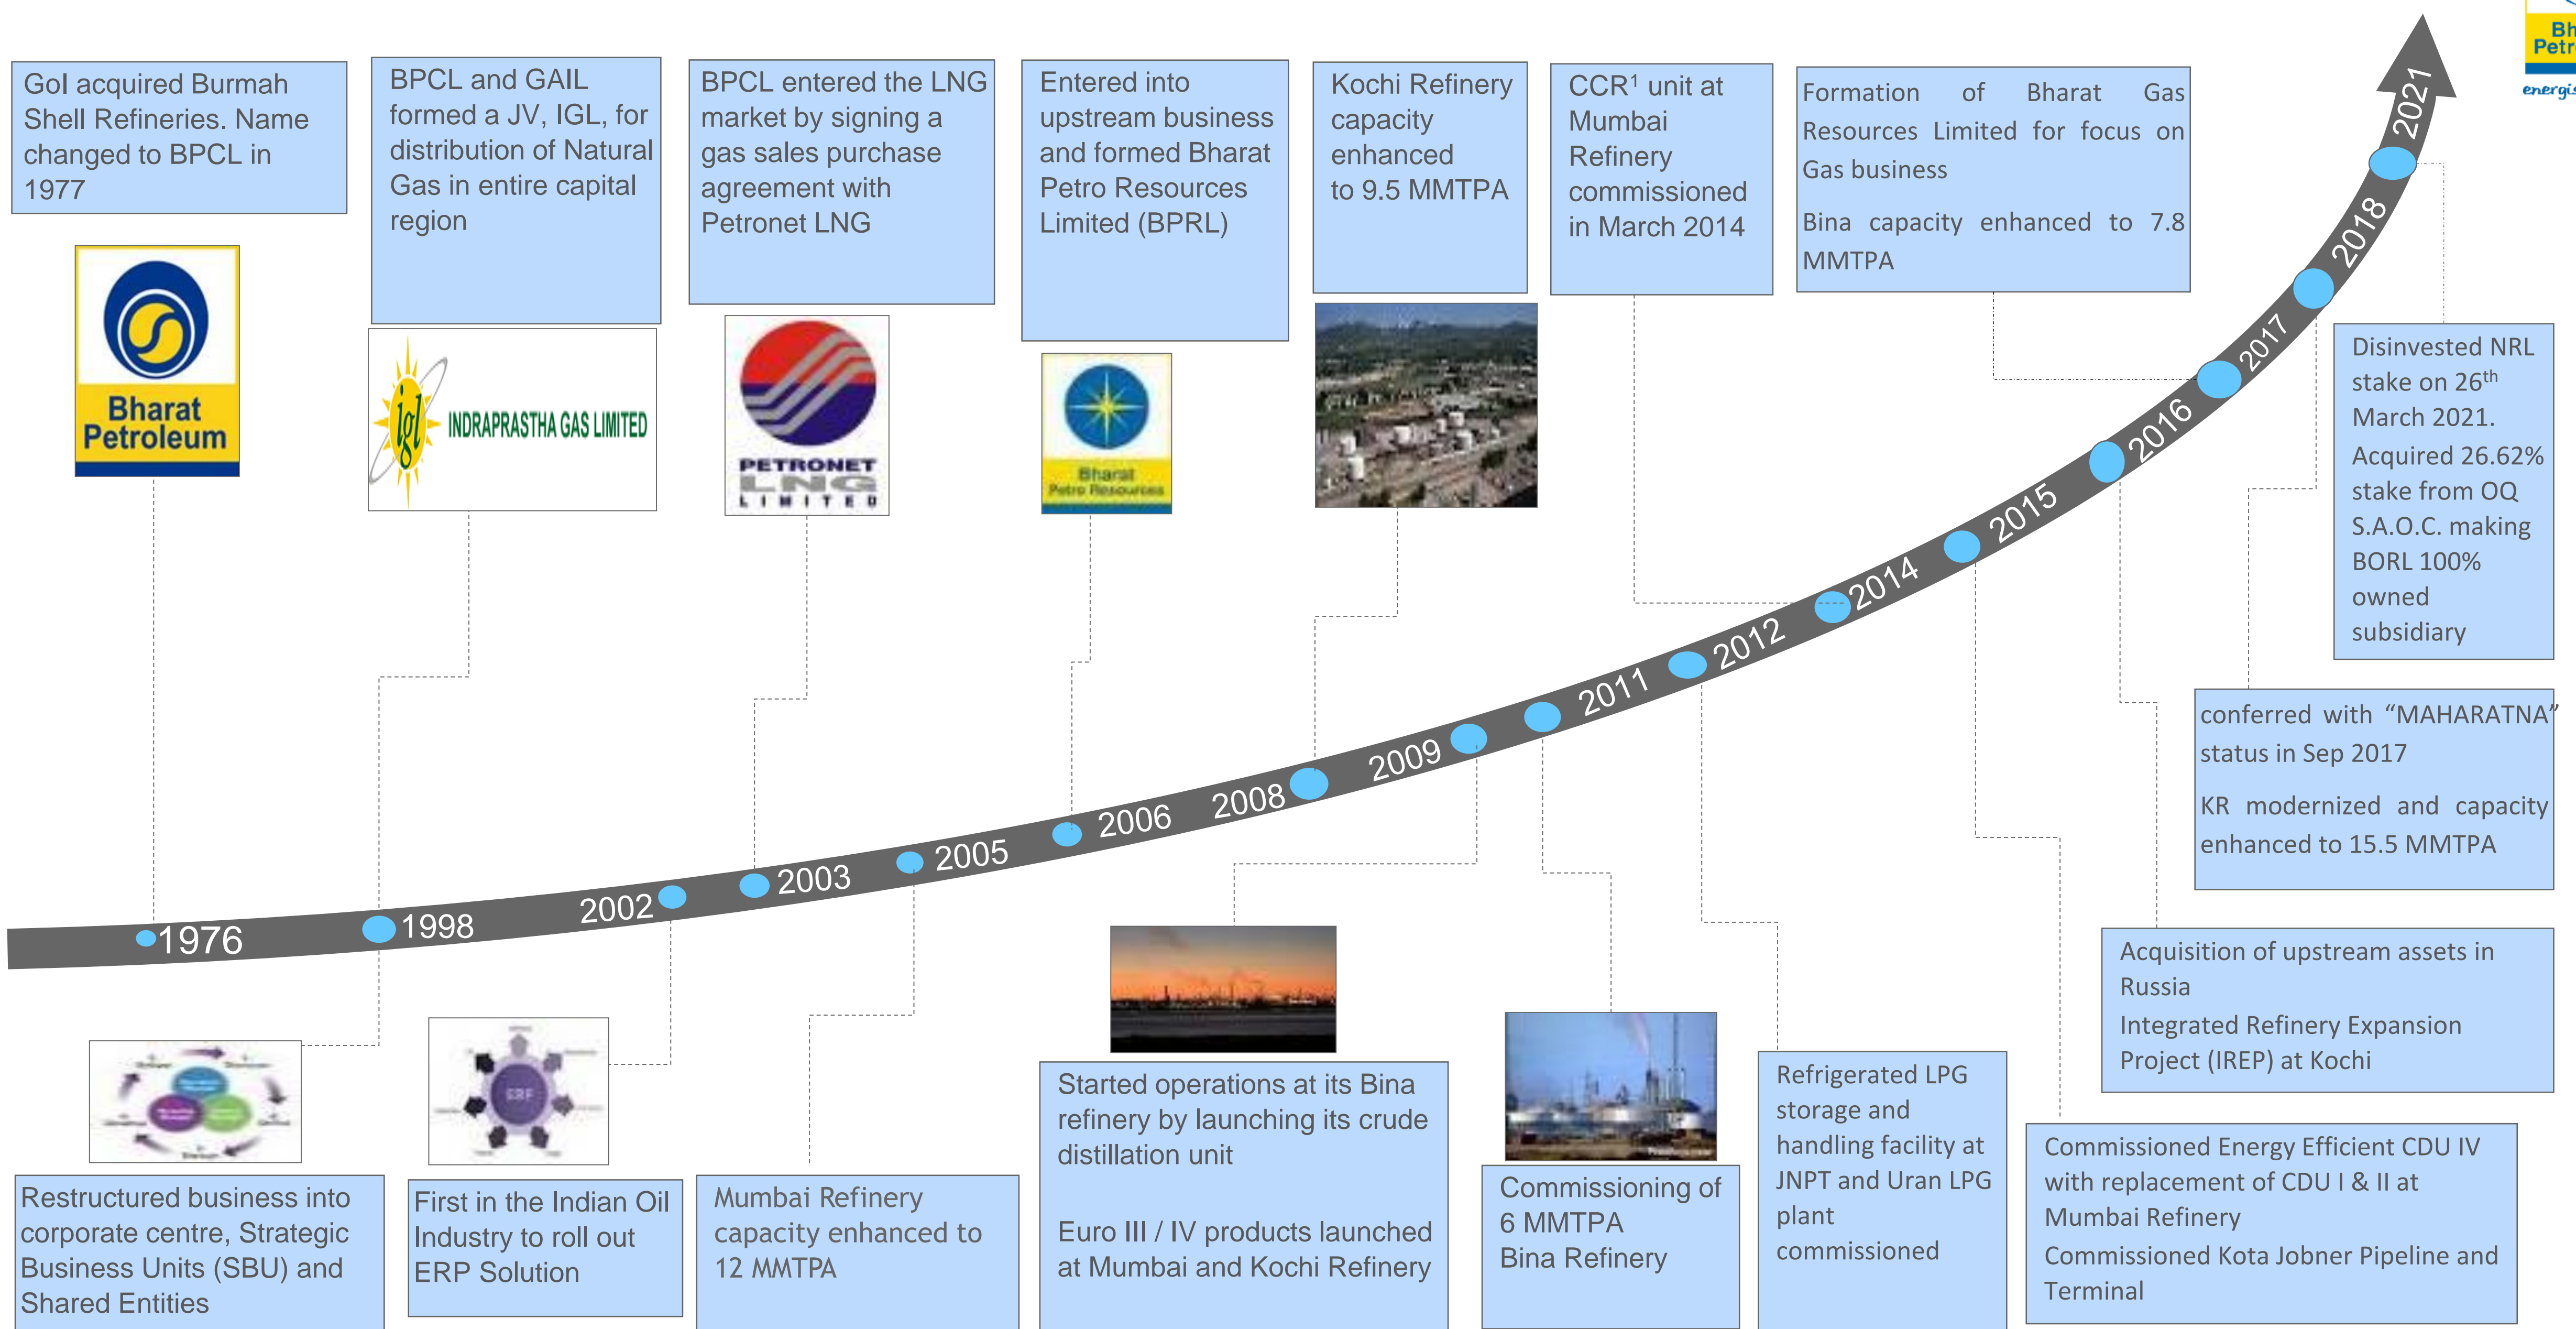 GoI acquired Burmah
Shell Refineries. Name
changed to BPCL in
1977
BPCL and GAIL
formed a JV, IGL, for
distribution of Natural
Gas in entire capital
region
BPCL entered the LNG
market by signing a
gas sales purchase
agreement with
Petronet LNG
Entered into
upstream business
and formed Bharat
Petro Resources
Limited (BPRL)
Kochi Refinery
capacity
enhanced
to 9.5 MMTPA
CCR¹ unit at
Mumbai
Refinery
commissioned
in March 2014
Formation of Bharat Gas
Resources Limited for focus on
Gas business
Bina capacity enhanced to 7.8
MMTPA
Bharat
Petroleum
igl INDRAPRASTHA GAS LIMITED
PETRONET
LNG
LIMITED
Bharat
Petro Resources
Disinvested NRL
stake on 26th
March 2021.
Acquired 26.62%
stake from OQ
S.A.O.C. making
BORL 100%
owned
subsidiary
conferred with “MAHARATNA”
status in Sep 2017
KR modernized and capacity
enhanced to 15.5 MMTPA
1976
1998
2002
2003
2005
2006
2008
2009
2011
2012
2014
2015
2016
2017
2018
2021
Acquisition of upstream assets in
Russia
Integrated Refinery Expansion
Project (IREP) at Kochi
ERP
Restructured business into
corporate centre, Strategic
Business Units (SBU) and
Shared Entities
First in the Indian Oil
Industry to roll out
ERP Solution
Mumbai Refinery
capacity enhanced to
12 MMTPA
Started operations at its Bina
refinery by launching its crude
distillation unit
Euro III / IV products launched
at Mumbai and Kochi Refinery
Commissioning of
6 MMTPA
Bina Refinery
Refrigerated LPG
storage and
handling facility at
JNPT and Uran LPG
plant
commissioned
Commissioned Energy Efficient CDU IV
with replacement of CDU I & II at
Mumbai Refinery
Commissioned Kota Jobner Pipeline and
Terminal